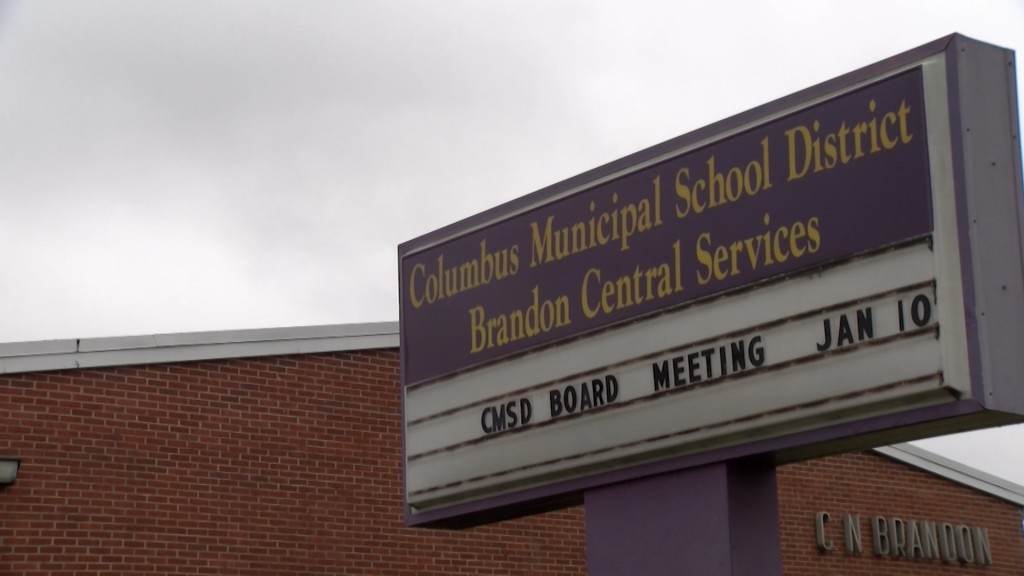 Columbus Municipal School District
Brandon Central Services
CMSD BOARD MEETING JAN 10
C N BRANDON